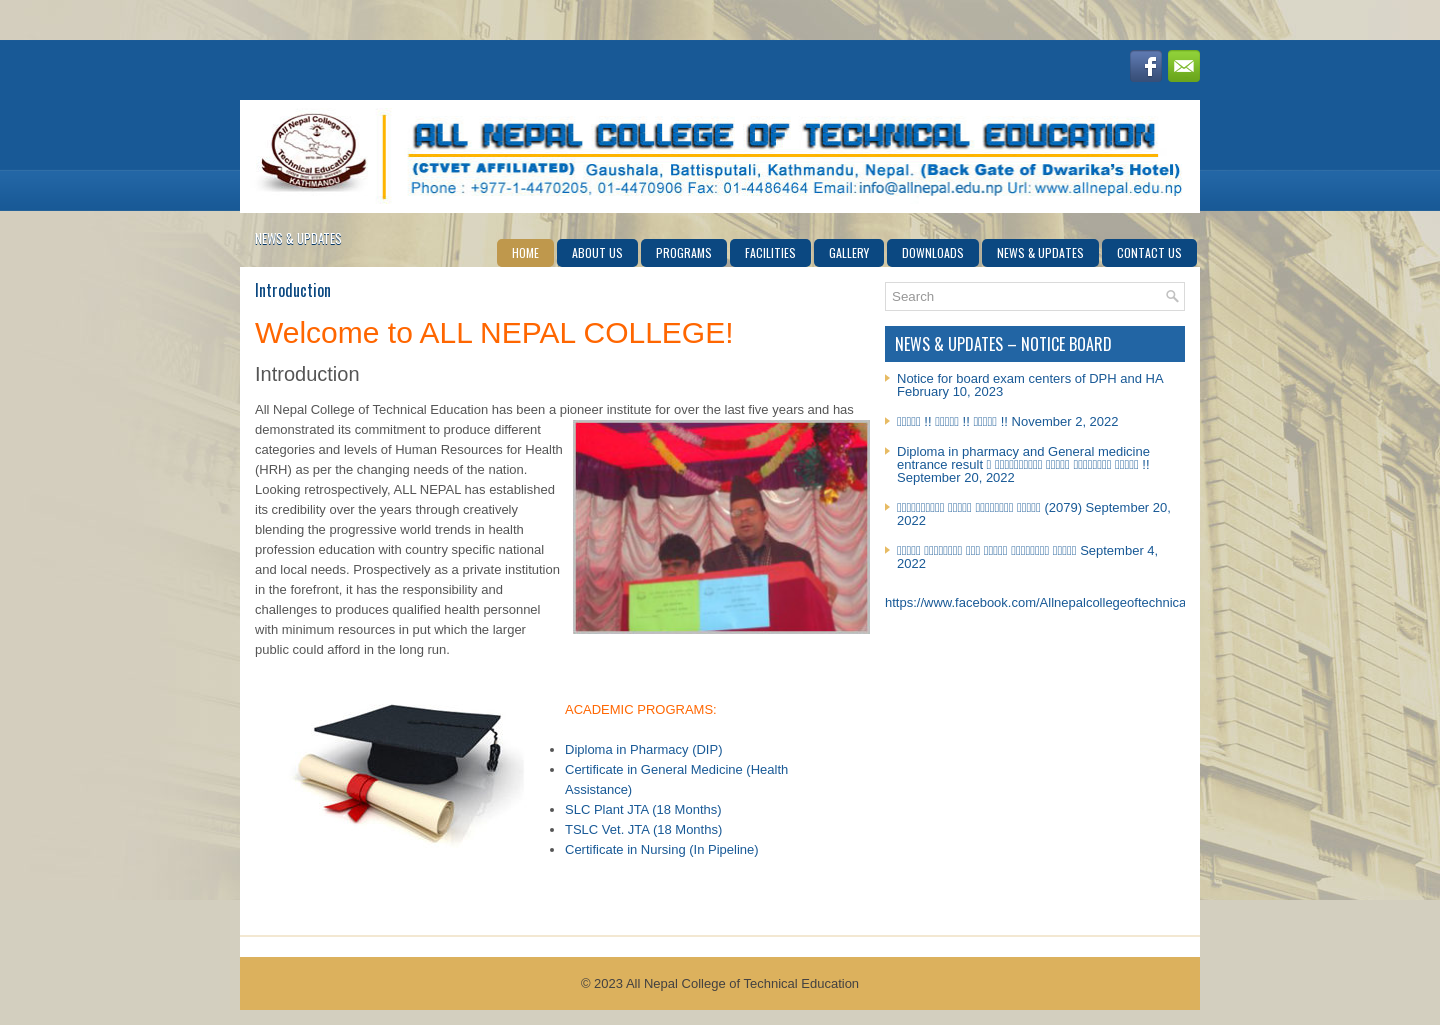 All Nepal College of
Technical Education
KATHMANDU
ALL NEPAL COLLEGE OF TECHNICAL EDUCATION
(CTVET AFFILIATED) Gaushala, Battisputali, Kathmandu, Nepal. (Back Gate of Dwarika's Hotel)
Phone : +977-1-4470205, 01-4470906 Fax: 01-4486464 Email:info@allnepal.edu.np Url: www.allnepal.edu.np
NEWS & UPDATES
HOME ABOUT US PROGRAMS FACILITIES GALLERY DOWNLOADS NEWS & UPDATES CONTACT US
Introduction
Welcome to ALL NEPAL COLLEGE!
Introduction
All Nepal College of Technical Education has been a pioneer institute for over the last five years and has
demonstrated its commitment to produce different
categories and levels of Human Resources for Health
(HRH) as per the changing needs of the nation.
Looking retrospectively, ALL NEPAL has established
its credibility over the years through creatively
blending the progressive world trends in health
profession education with country specific national
and local needs. Prospectively as a private institution
in the forefront, it has the responsibility and
challenges to produces qualified health personnel
with minimum resources in put which the larger
public could afford in the long run.
ACADEMIC PROGRAMS:
Diploma in Pharmacy (DIP)
Certificate in General Medicine (Health
Assistance)
SLC Plant JTA (18 Months)
TSLC Vet. JTA (18 Months)
Certificate in Nursing (In Pipeline)
Search
NEWS & UPDATES – NOTICE BOARD
Notice for board exam centers of DPH and HA
February 10, 2023
!! !! !! November 2, 2022
Diploma in pharmacy and General medicine
entrance result !!
September 20, 2022
(2079) September 20,
2022
September 4,
2022
https://www.facebook.com/Allnepalcollegeoftechnica
© 2023 All Nepal College of Technical Education